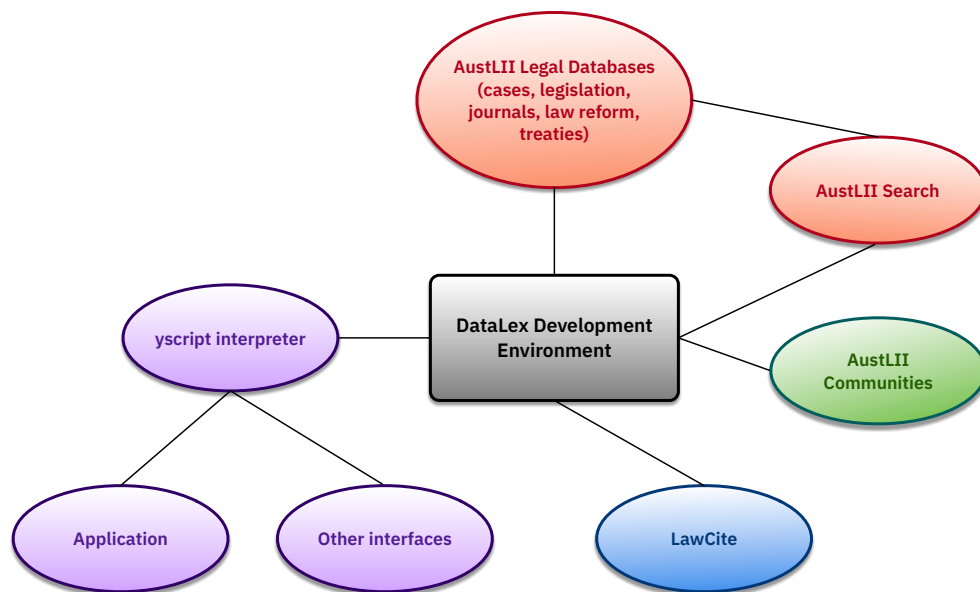 AustLII Legal Databases
(cases, legislation,
journals, law reform,
treaties)
AustLII Search
DataLex Development
Environment
yscript interpreter
AustLII
Communities
Application
Other interfaces
LawCite